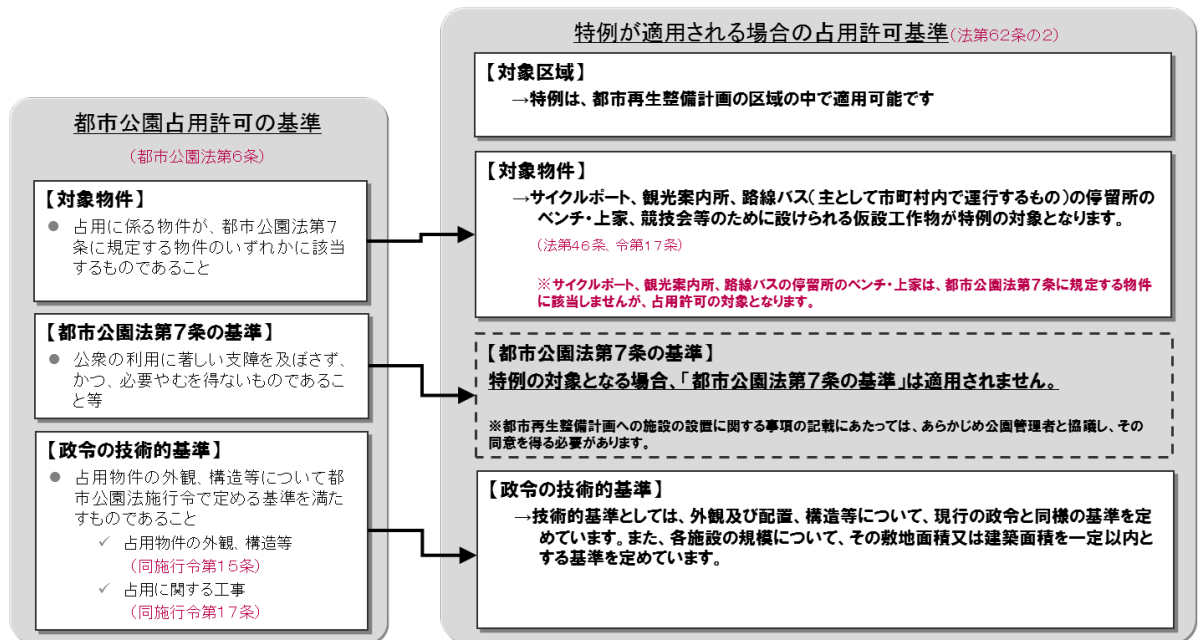 都市公園占用許可の基準
(都市公園法第6条)
【対象物件】
● 占用に係る物件が、都市公園法第7
条に規定する物件のいずれかに該当
するものであること
【都市公園法第7条の基準】
● 公衆の利用に著しい支障を及ぼさず、
かつ、必要やむを得ないものであるこ
と等
【政令の技術的基準】
● 占用物件の外観、構造等について都
市公園法施行令で定める基準を満た
すものであること
✓ 占用物件の外観、構造等
(同施行令第15条)
✓ 占用に関する工事
(同施行令第17条)
特例が適用される場合の占用許可基準(法第62条の2)
【対象区域】
→特例は、都市再生整備計画の区域の中で適用可能です
【対象物件】
→サイクルポート、観光案内所、路線バス(主として市町村内で運行するもの)の停留所の
ベンチ・上家、競技会等のために設けられる仮設工作物が特例の対象となります。
(法第46条、令第17条)
※サイクルポート、観光案内所、路線バスの停留所のベンチ・上家は、都市公園法第7条に規定する物件
に該当しませんが、占用許可の対象となります。
【都市公園法第7条の基準】
特例の対象となる場合、「都市公園法第7条の基準」は適用されません。
※都市再生整備計画への施設の設置に関する事項の記載にあたっては、あらかじめ公園管理者と協議し、その
同意を得る必要があります。
【政令の技術的基準】
→技術的基準としては、外観及び配置、構造等について、現行の政令と同様の基準を定
めています。また、各施設の規模について、その敷地面積又は建築面積を一定以内と
する基準を定めています。